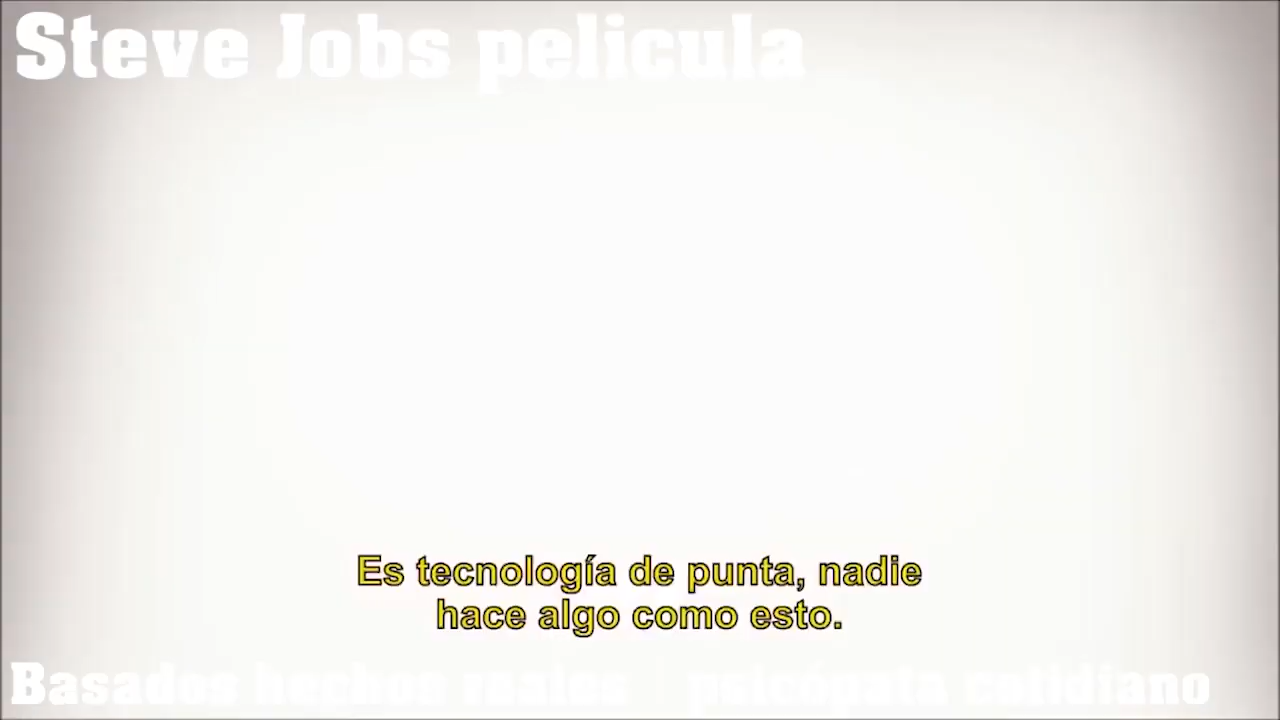 Steve Jobs pelicula
Es tecnología de punta, nadie
hace algo como esto.
Basados hechos reales psicópata cotidiano